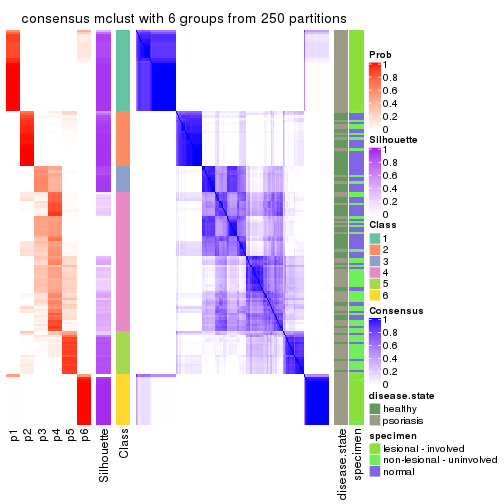 consensus mclust with 6 groups from 250 partitions
Prob
1
0.8
0.6
0.4
0.2
0
Silhouette
1
0.8
0.6
0.4
0.2
0
Class
1
2
3
4
5
6
Consensus
1
0.8
0.6
0.4
0.2
0
disease.state
healthy
psoriasis
specimen
lesional - involved
non-lesional - uninvolved
normal
p1
p2
p3
p4
p5
p6
Silhouette
Class
disease.state
specimen